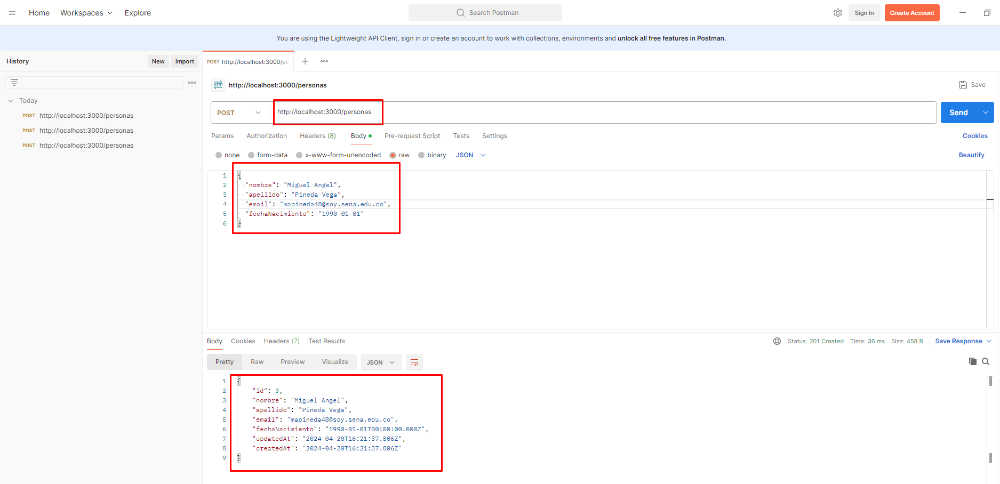 Home Workspaces Explore Search Postman Sign In Create Account
You are using the Lightweight API Client, sign in or create an account to work with collections, environments and unlock all free features in Postman.
History New Import
POST http://localhost:3000/pe
HTTP http://localhost:3000/personas Save
Today
POST http://localhost:3000/personas
POST http://localhost:3000/personas
POST http://localhost:3000/personas
POST http://localhost:3000/personas Send
Params Authorization Headers (8) Body Pre-request Script Tests Settings Cookies
none form-data x-www-form-urlencoded raw binary JSON Beautify
1 {
2 "nombre": "Miguel Angel",
3 "apellido": "Pineda Vega",
4 "email": "mapineda48@soy.sena.edu.co",
5 "fechaNacimiento": "1990-01-01"
6 }
Body Cookies Headers (7) Test Results Status: 201 Created Time: 36 ms Size: 458 B Save Response
Pretty Raw Preview Visualize JSON
1 {
2 "id": 3,
3 "nombre": "Miguel Angel",
4 "apellido": "Pineda Vega",
5 "email": "mapineda48@soy.sena.edu.co",
6 "fechaNacimiento": "1990-01-01T00:00:00.000Z",
7 "updatedAt": "2024-04-20T16:21:37.806Z",
8 "createdAt": "2024-04-20T16:21:37.806Z"
9 }